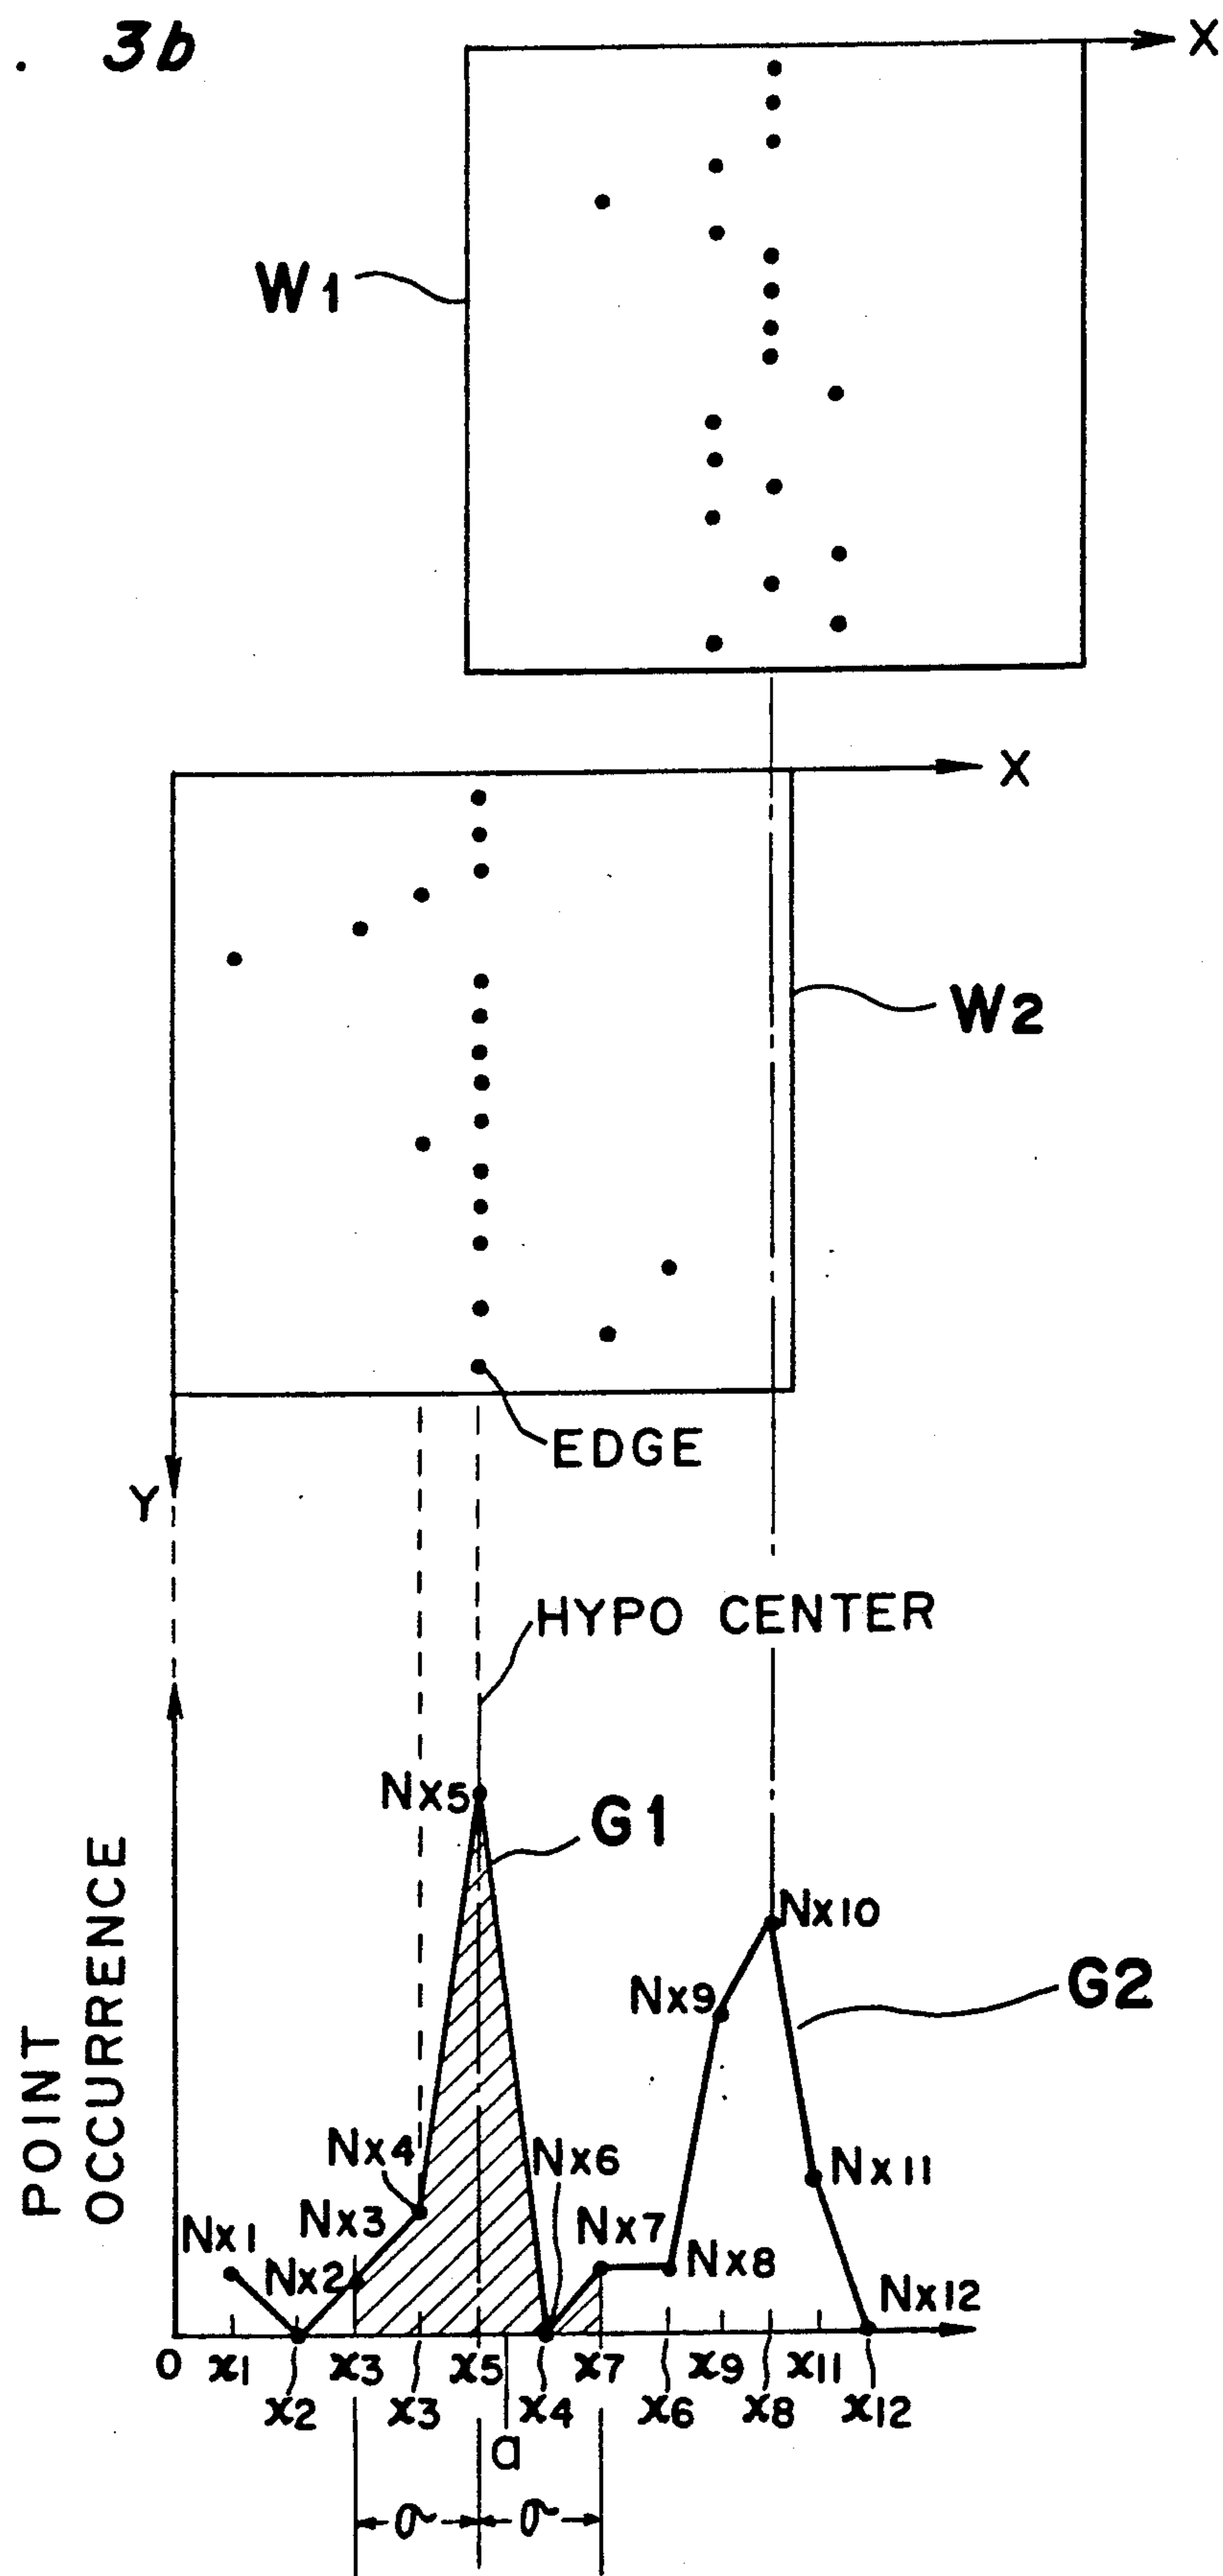 . 3b
X
W1
X
W2
EDGE
Y
HYPO CENTER
POINT
OCCURRENCE
Nx5
G1
Nx10
Nx9
G2
Nx4
Nx6
Nx11
Nx3
Nx7
Nx1
Nx2
Nx8
Nx12
0 x1 x3 x5 x7 x9 x11
x2 x3 x4 x6 x8 x12
a
σ σ